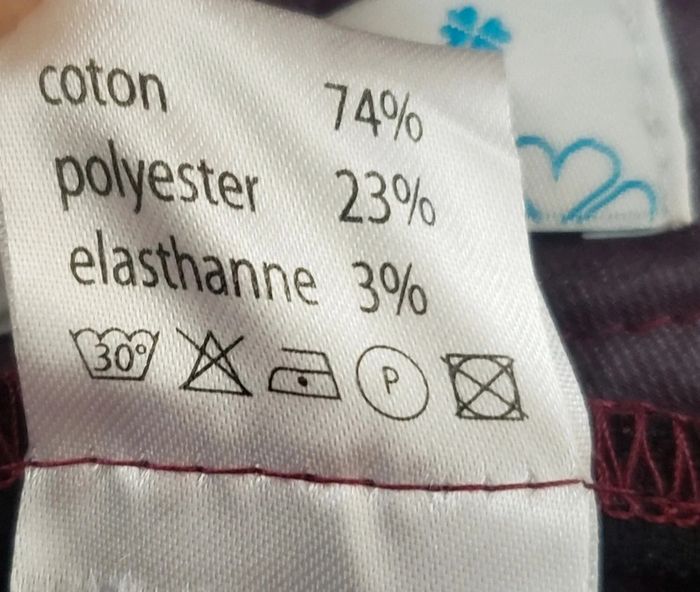 coton 74%
polyester 23%
elasthanne 3%
30° P